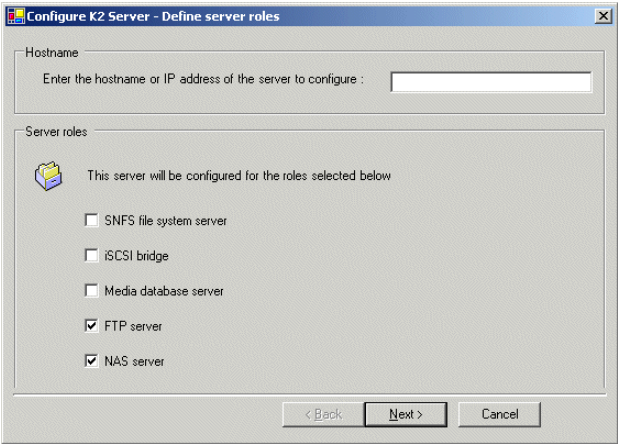 Configure K2 Server - Define server roles
Hostname
Enter the hostname or IP address of the server to configure :
Server roles
This server will be configured for the roles selected below
SNFS file system server
iSCSI bridge
Media database server
FTP server
NAS server
< Back
Next >
Cancel